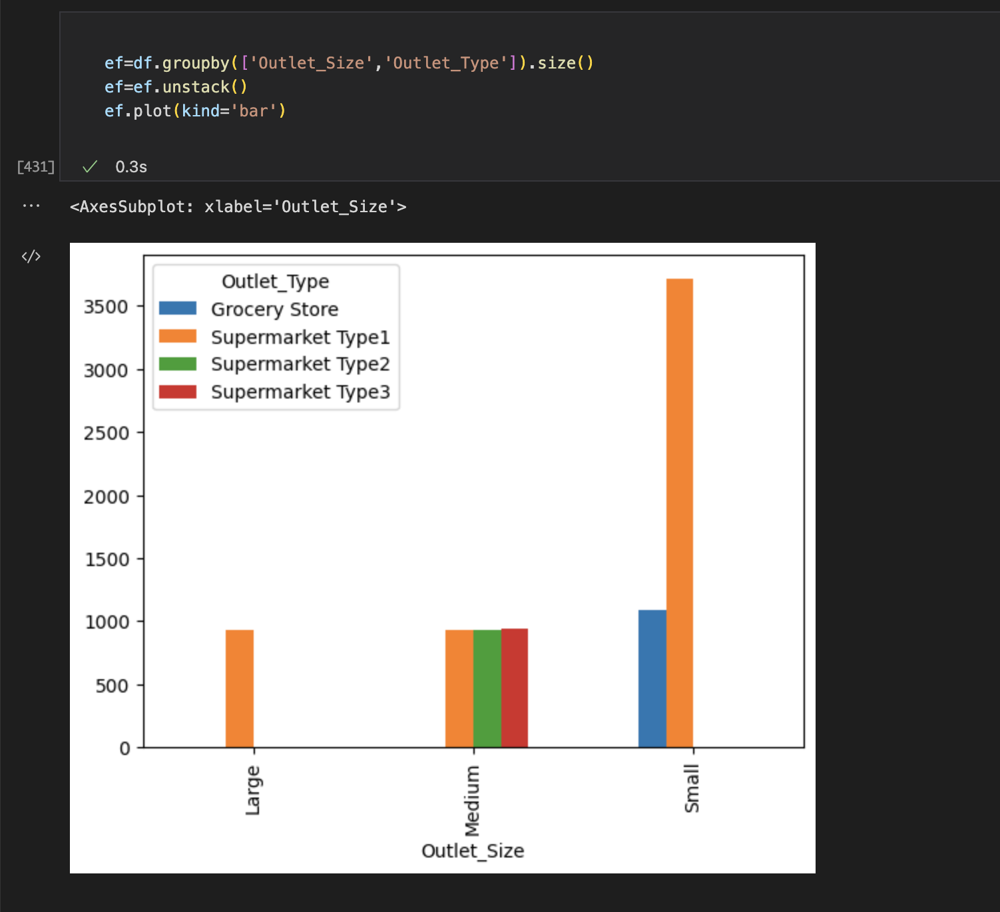 ef=df.groupby(['Outlet_Size','Outlet_Type']).size()
ef=ef.unstack()
ef.plot(kind='bar')
[431]
0.3s
<AxesSubplot: xlabel='Outlet_Size'>
Outlet_Type
Grocery Store
Supermarket Type1
Supermarket Type2
Supermarket Type3
3500
3000
2500
2000
1500
1000
500
0
Large
Medium
Small
Outlet_Size